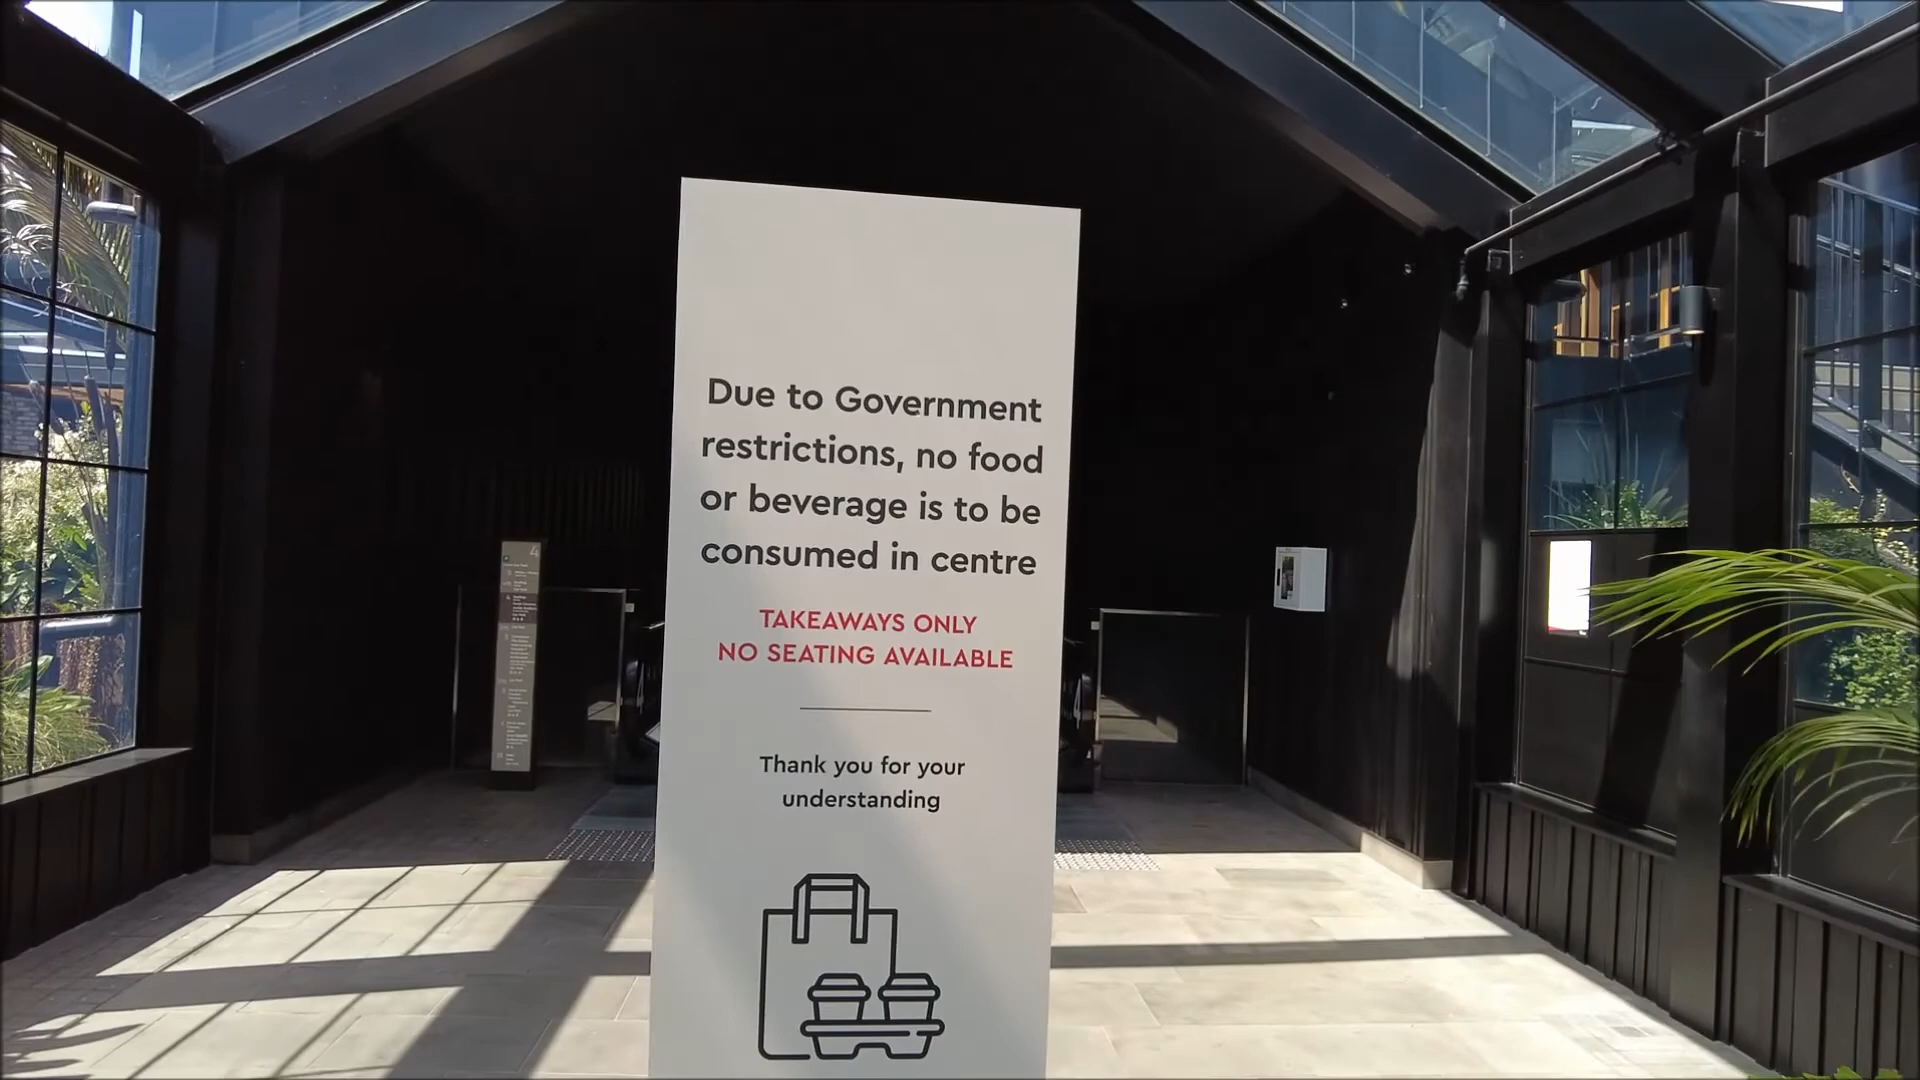 Due to Government
restrictions, no food
or beverage is to be
consumed in centre
TAKEAWAYS ONLY
NO SEATING AVAILABLE
Thank you for your
understanding
4